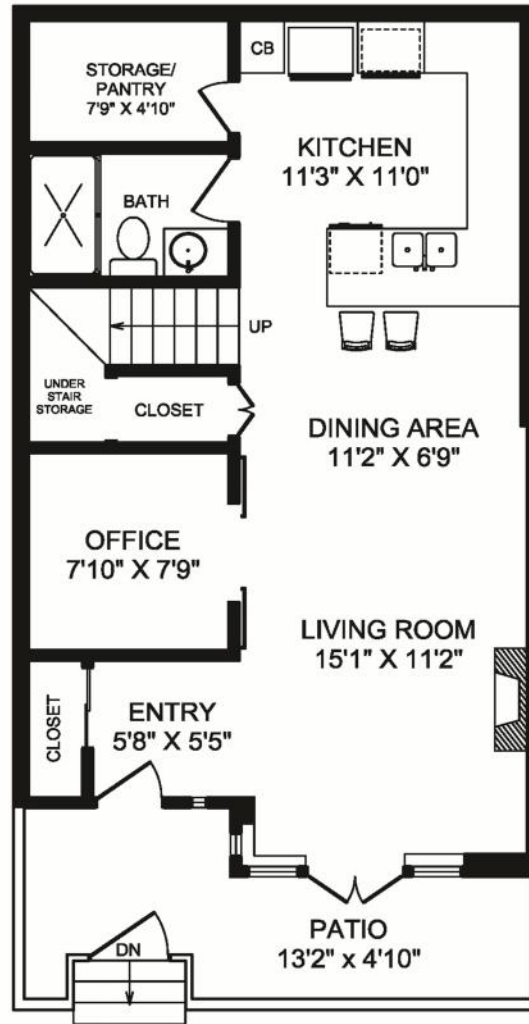 CB
STORAGE/
PANTRY
7'9" X 4'10"
KITCHEN
11'3" X 11'0"
BATH
UP
UNDER
STAIR
STORAGE
CLOSET
DINING AREA
11'2" X 6'9"
OFFICE
7'10" X 7'9"
LIVING ROOM
15'1" X 11'2"
CLOSET
ENTRY
5'8" X 5'5"
PATIO
13'2" x 4'10"
DN